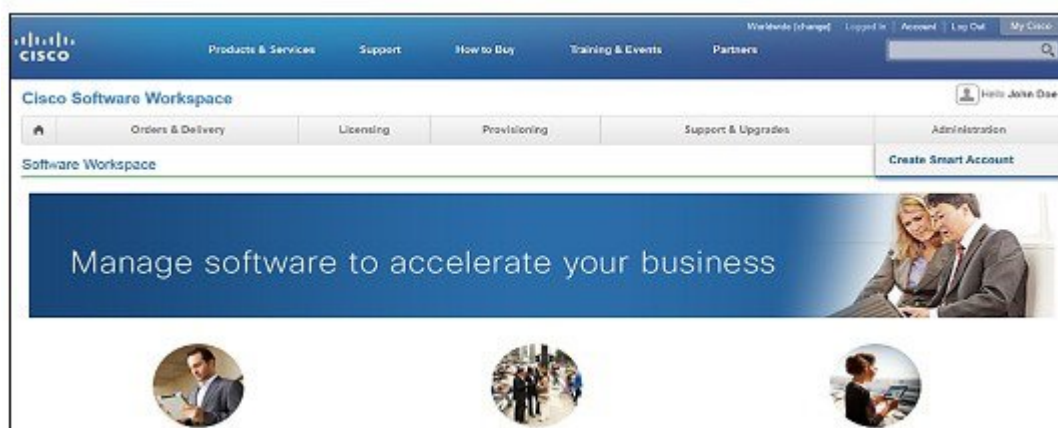 Worldwide [change] Logged In | Account | Log Out My Cisco
CISCO
Products & Services Support How to Buy Training & Events Partners
Cisco Software Workspace
Hello John Doe
Orders & Delivery Licensing Provisioning Support & Upgrades Administration
Software Workspace
Create Smart Account
Manage software to accelerate your business